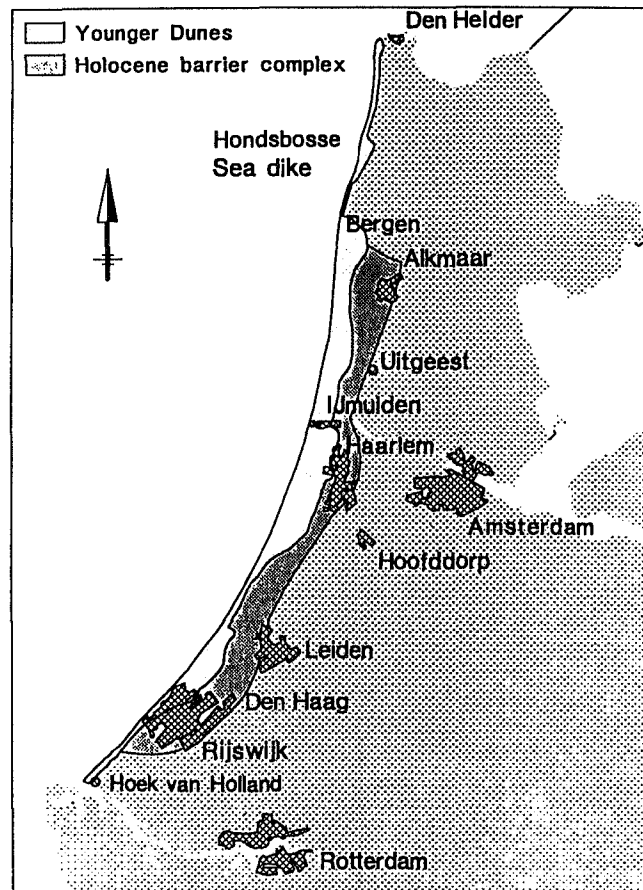 Den Helder
Younger Dunes
Holocene barrier complex
Hondsbosse
Sea dike
Bergen
Alkmaar
Uitgeest
IJmuiden
Haarlem
Amsterdam
Hoofddorp
Leiden
Den Haag
Rijswijk
Hoek van Holland
Rotterdam